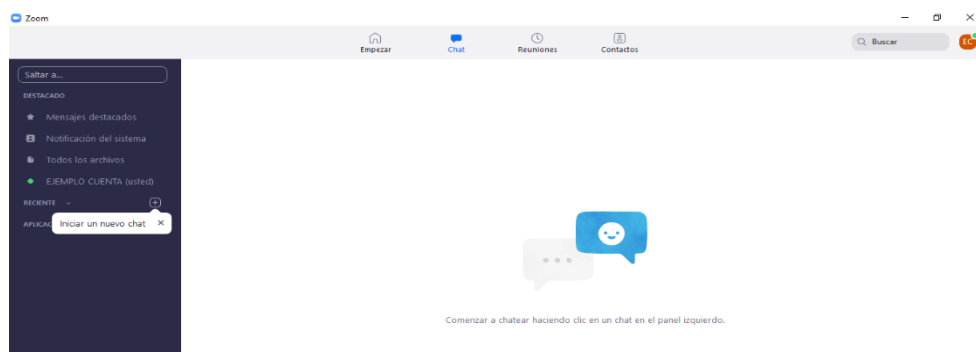 Zoom
Empezar
Chat
Reuniones
Contactos
Buscar
EC
Saltar a...
DESTACADO
Mensajes destacados
Notificación del sistema
Todos los archivos
EJEMPLO CUENTA (usted)
RECIENTE
APLICAC
Iniciar un nuevo chat
Comenzar a chatear haciendo clic en un chat en el panel izquierdo.